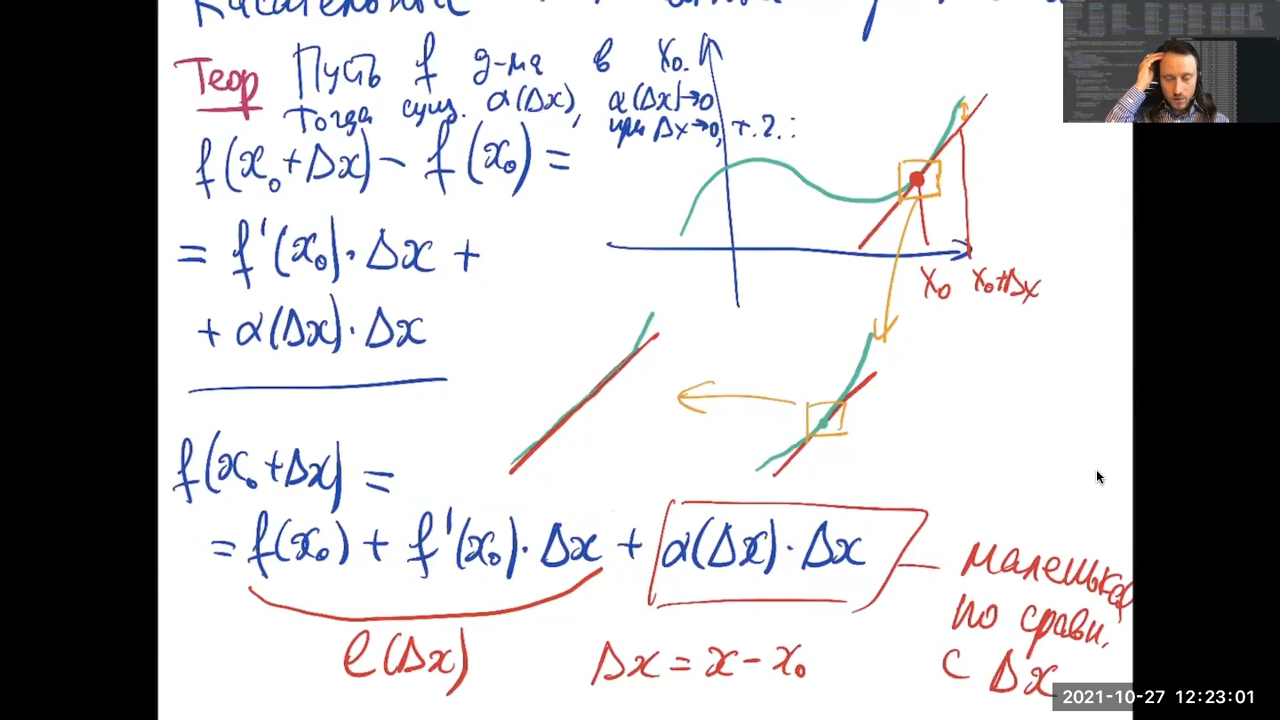 Теор Пусть f д-ма в x₀.
тогда сущ. α(Δx), α(Δx)→0
при Δx→0, т.ч.:
f(x₀+Δx) − f(x₀) =
= f'(x₀)·Δx +
+ α(Δx)·Δx
x₀ x₀+Δx
f(x₀+Δx) =
= f(x₀) + f'(x₀)·Δx + α(Δx)·Δx
маленькая
по сравн.
с Δx
l(Δx) Δx = x − x₀
2021-10-27 12:23:01